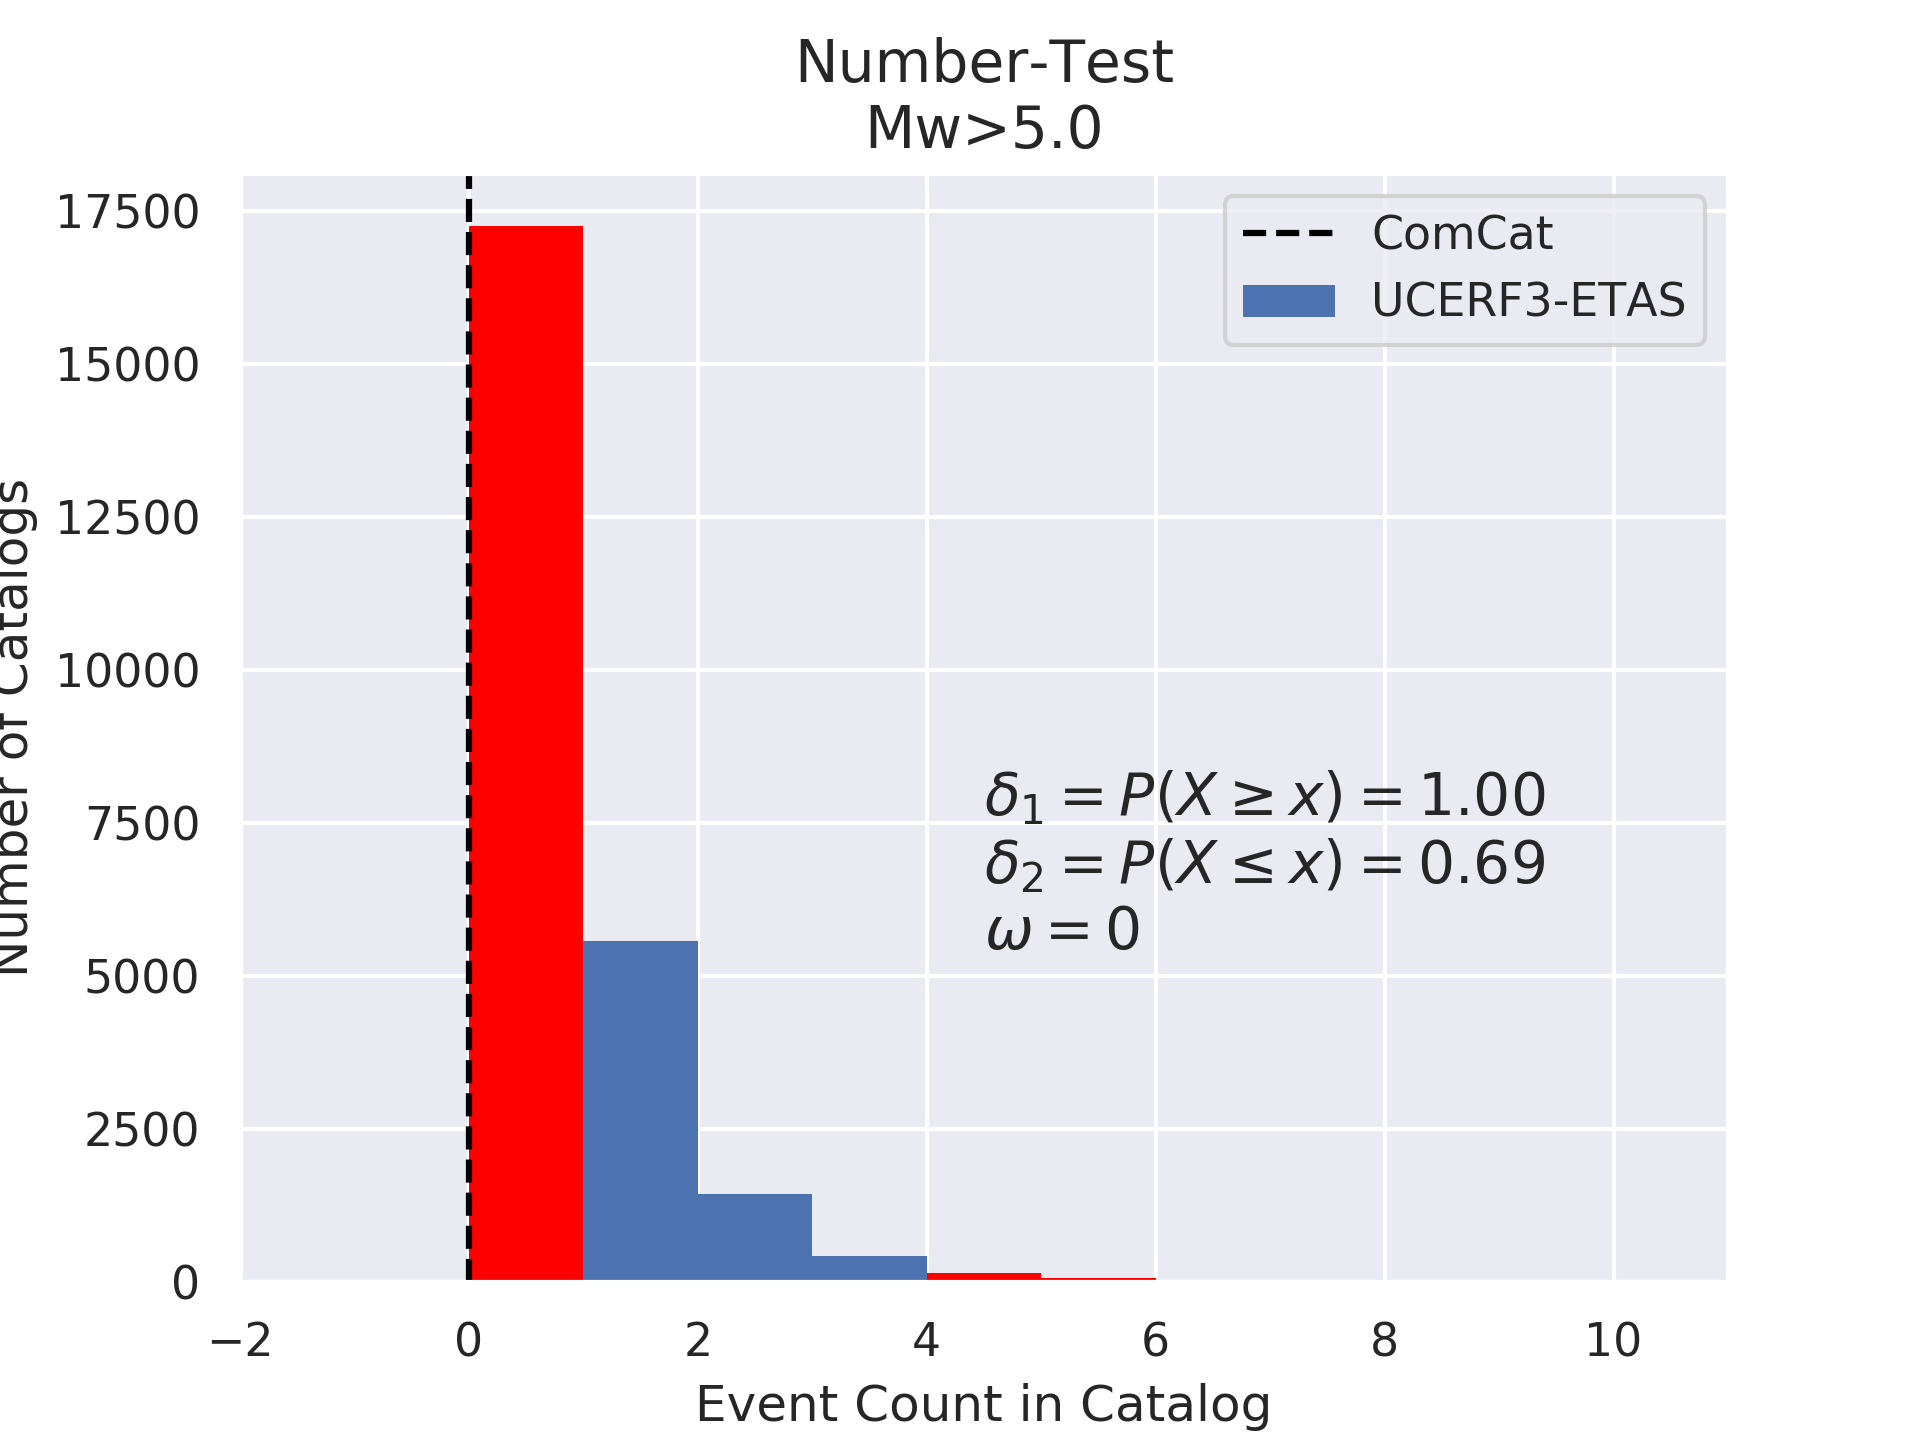 Number-Test
Mw>5.0
17500
15000
12500
10000
7500
5000
2500
0
Number of Catalogs
ComCat
UCERF3-ETAS
δ₁ = P(X ≥ x) = 1.00
δ₂ = P(X ≤ x) = 0.69
ω = 0
−2 0 2 4 6 8 10
Event Count in Catalog